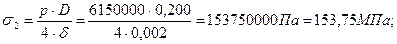 σ₂ = p · D / 4 · δ = 6150000 · 0,200 / 4 · 0,002 = 153750000Па = 153,75МПа;